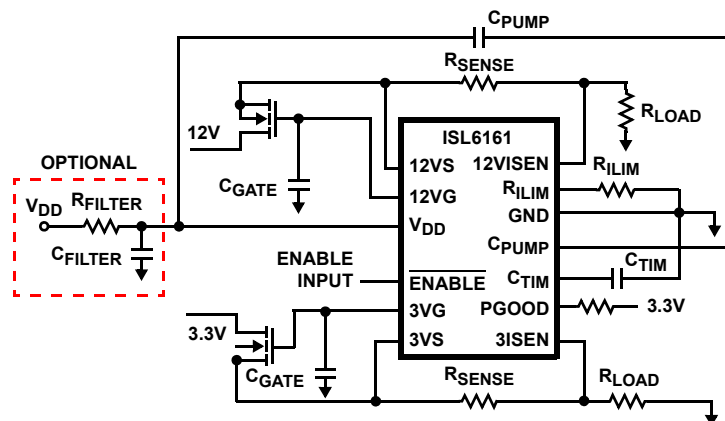 CPUMP
RSENSE
RLOAD
12V
ISL6161
OPTIONAL
12VS
12VISEN
RILIM
CGATE
12VG
RILIM
VDD
RFILTER
GND
VDD
CPUMP
CFILTER
ENABLE
INPUT
ENABLE
CTIM
CTIM
3VG
PGOOD
3.3V
3.3V
3VS
3ISEN
CGATE
RSENSE
RLOAD